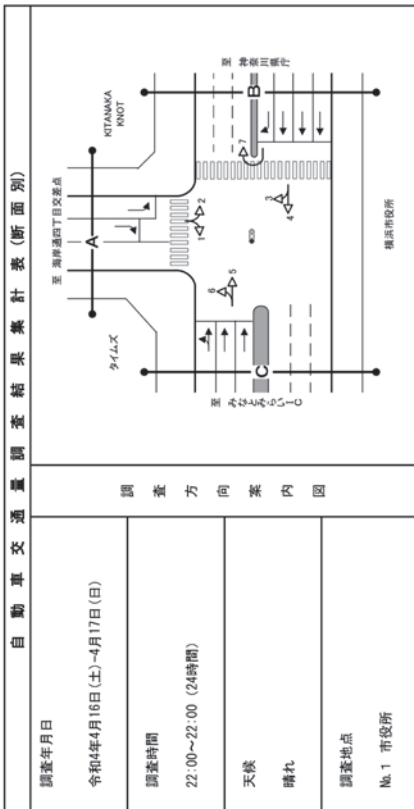 自動車交通量調査結果集計表(断面別)
調査年月日
令和4年4月16日(土)-4月17日(日)
調査時間
22:00~22:00 (24時間)
天候
晴れ
調査地点
No.1 市役所
調査方向案内図
至 海岸通四丁目交差点
A
タイムズ
KITANAKA
KNOT
1
2
至 神奈川県庁
B
7
3
4
6
5
至 みなとみらいIC
C
横浜市役所